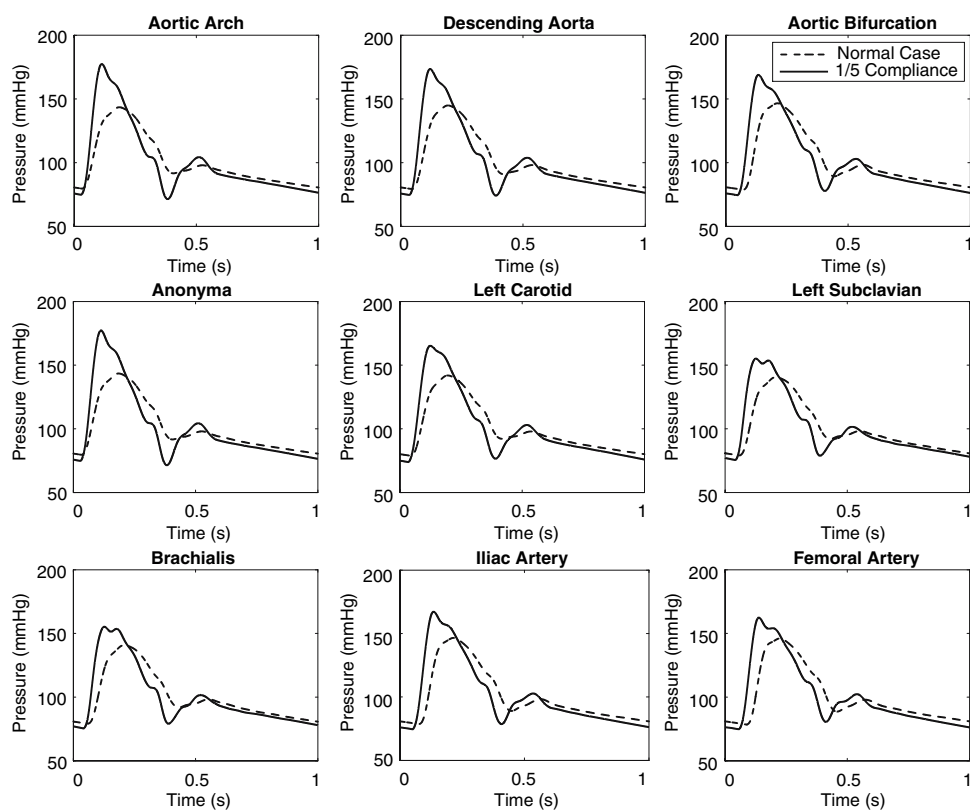 Aortic Arch
Pressure (mmHg)
200
150
100
50
0
0.5
1
Time (s)
Descending Aorta
Pressure (mmHg)
200
150
100
50
0
0.5
1
Time (s)
Aortic Bifurcation
Normal Case
1/5 Compliance
Pressure (mmHg)
200
150
100
50
0
0.5
1
Time (s)
Anonyma
Pressure (mmHg)
200
150
100
50
0
0.5
1
Time (s)
Left Carotid
Pressure (mmHg)
200
150
100
50
0
0.5
1
Time (s)
Left Subclavian
Pressure (mmHg)
200
150
100
50
0
0.5
1
Time (s)
Brachialis
Pressure (mmHg)
200
150
100
50
0
0.5
1
Time (s)
Iliac Artery
Pressure (mmHg)
200
150
100
50
0
0.5
1
Time (s)
Femoral Artery
Pressure (mmHg)
200
150
100
50
0
0.5
1
Time (s)